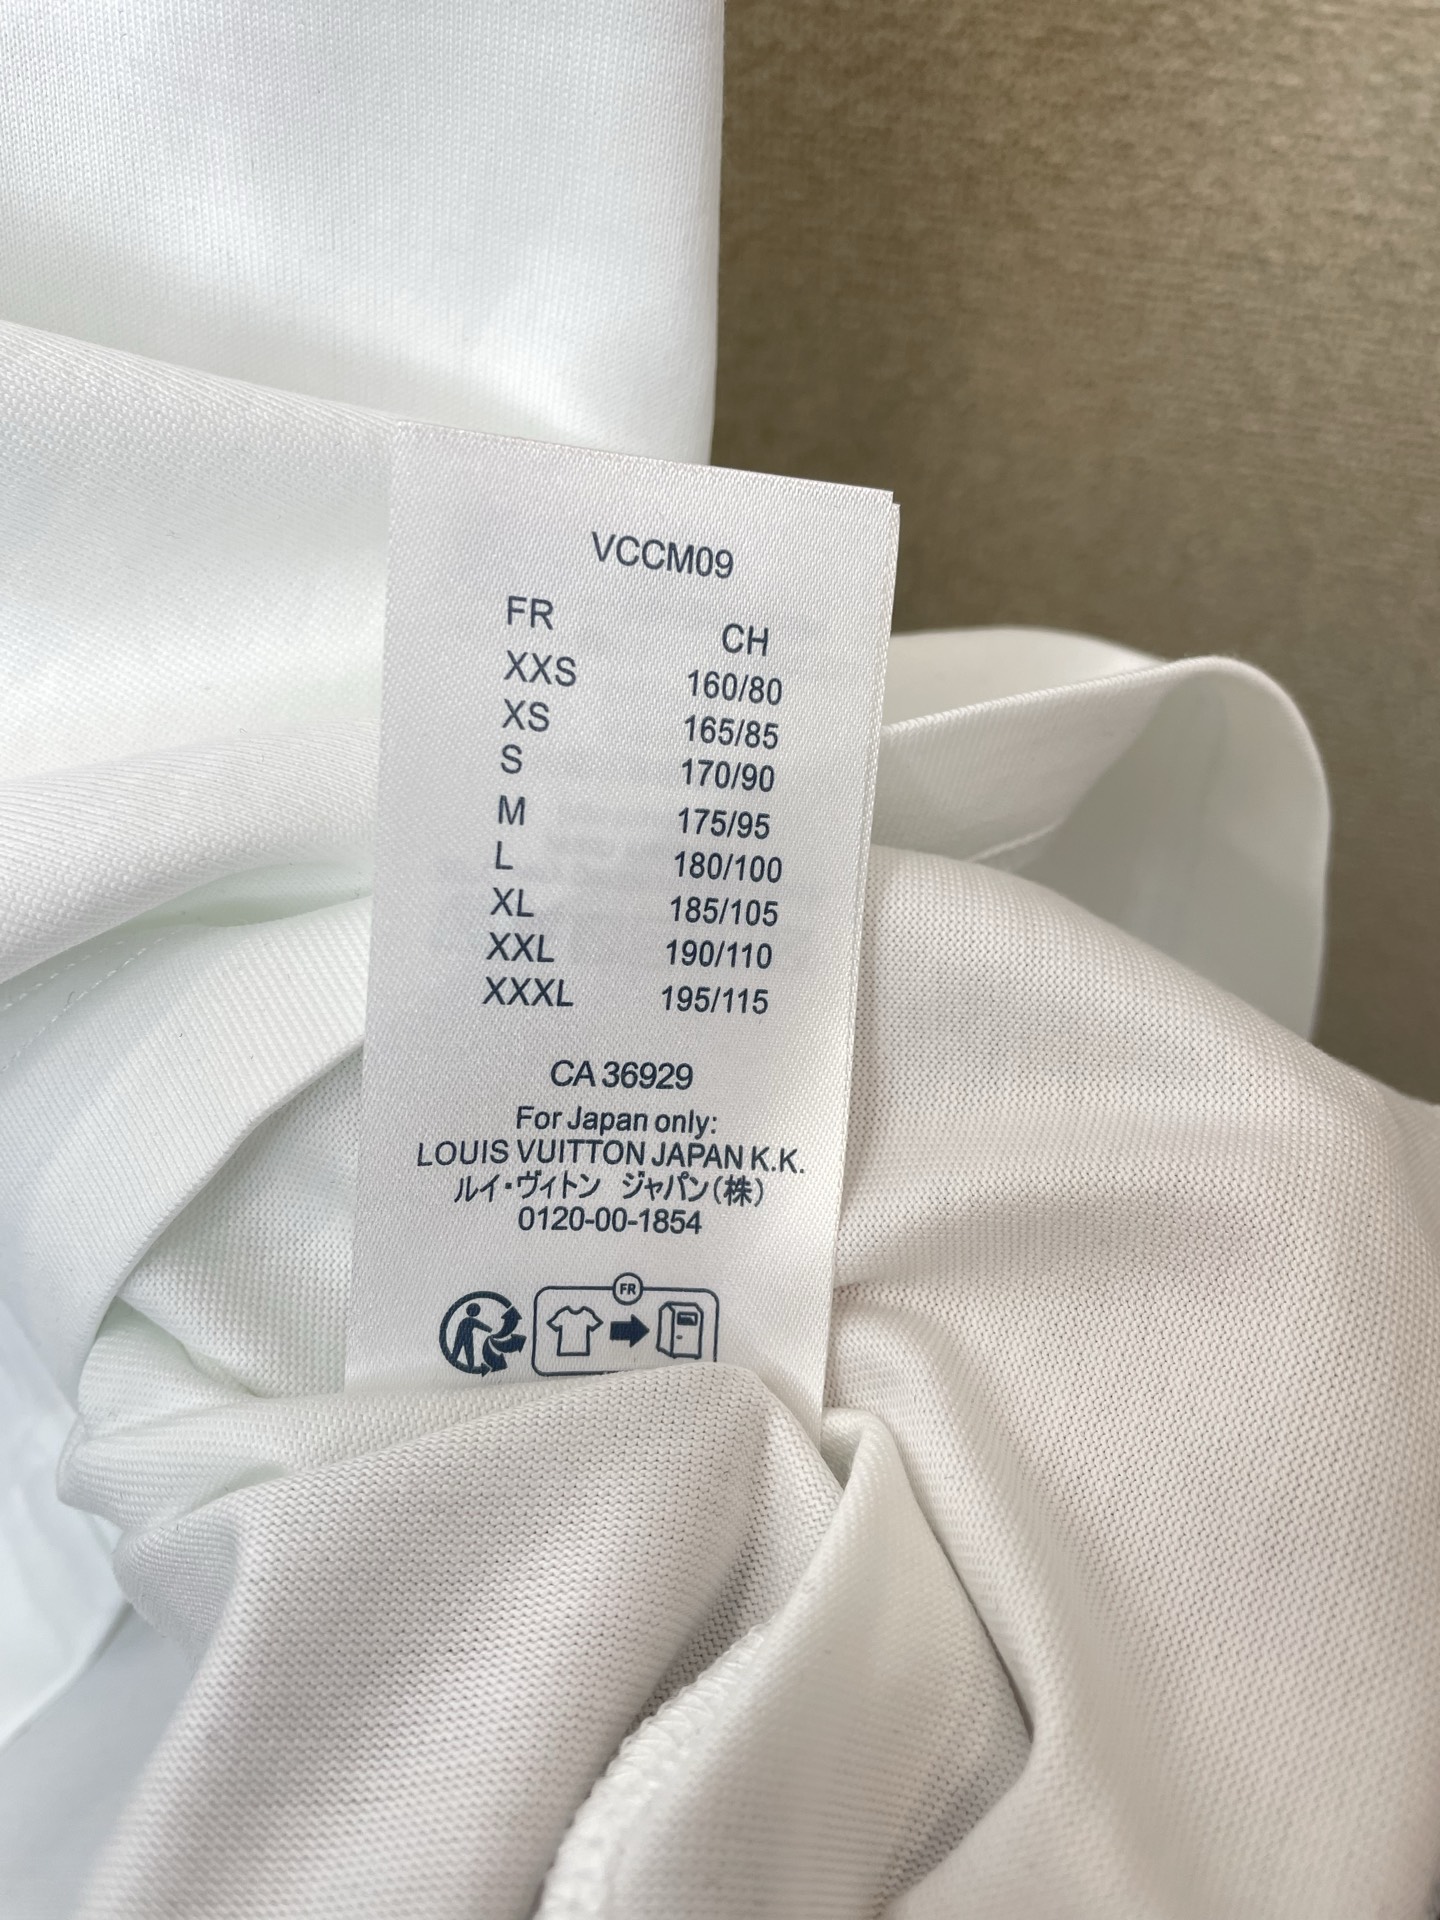 VCCM09
FR CH
XXS 160/80
XS 165/85
S 170/90
M 175/95
L 180/100
XL 185/105
XXL 190/110
XXXL 195/115
CA 36929
For Japan only:
LOUIS VUITTON JAPAN K.K.
ルイ・ヴィトン ジャパン(株)
0120-00-1854
FR